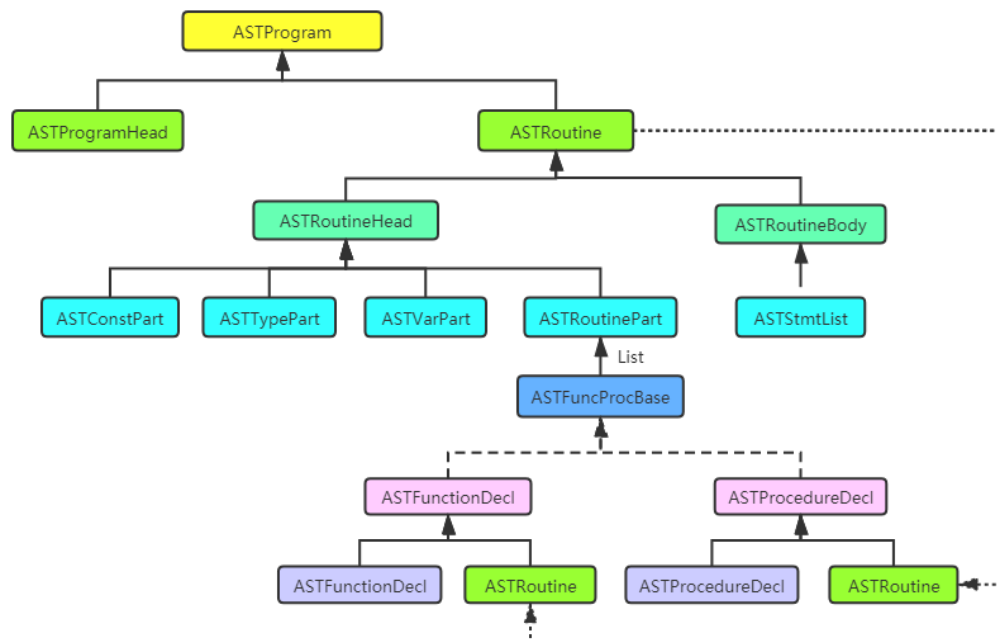 ASTProgram
ASTProgramHead
ASTRoutine
ASTRoutineHead
ASTRoutineBody
ASTConstPart
ASTTypePart
ASTVarPart
ASTRoutinePart
ASTStmtList
List
ASTFuncProcBase
ASTFunctionDecl
ASTProcedureDecl
ASTFunctionDecl
ASTRoutine
ASTProcedureDecl
ASTRoutine